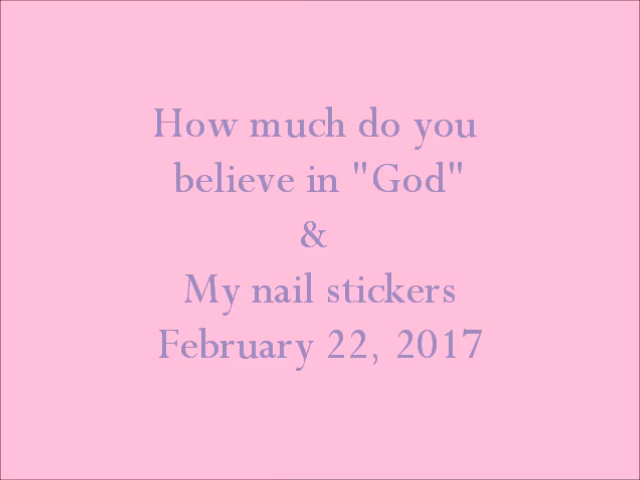 How much do you
believe in "God"
&
My nail stickers
February 22, 2017